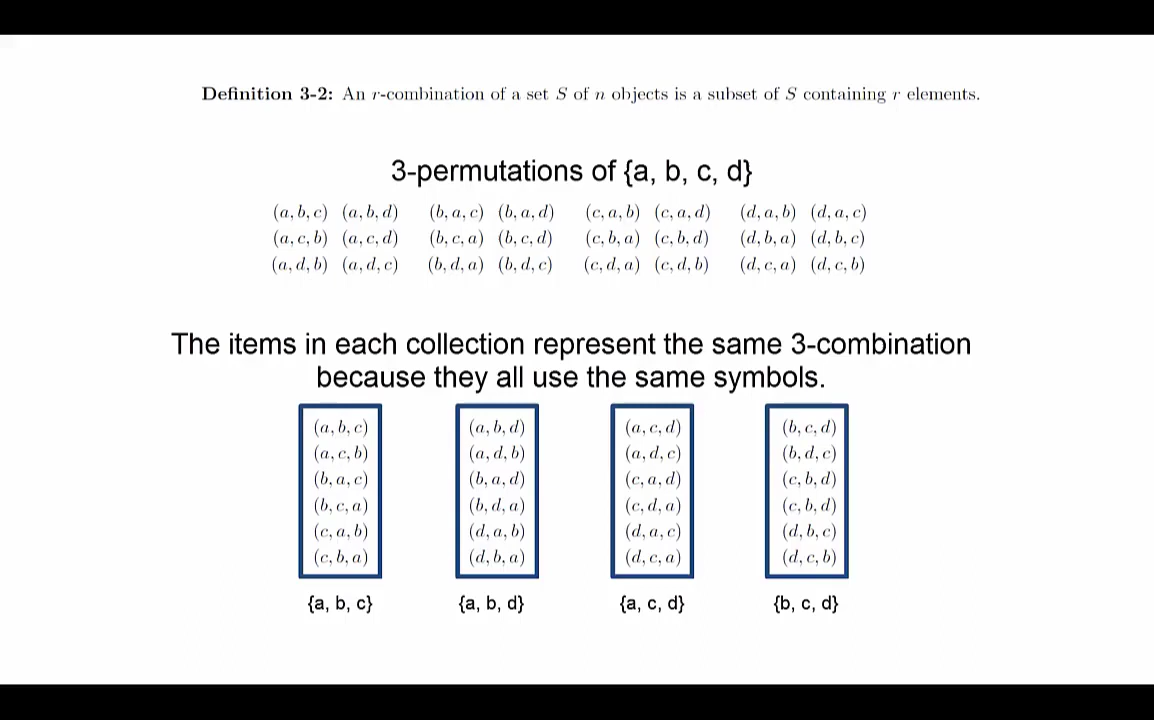 Definition 3-2: An r-combination of a set S of n objects is a subset of S containing r elements.
3-permutations of {a, b, c, d}
(a, b, c) (a, b, d) (b, a, c) (b, a, d) (c, a, b) (c, a, d) (d, a, b) (d, a, c)
(a, c, b) (a, c, d) (b, c, a) (b, c, d) (c, b, a) (c, b, d) (d, b, a) (d, b, c)
(a, d, b) (a, d, c) (b, d, a) (b, d, c) (c, d, a) (c, d, b) (d, c, a) (d, c, b)
The items in each collection represent the same 3-combination
because they all use the same symbols.
(a, b, c) (a, b, d) (a, c, d) (b, c, d)
(a, c, b) (a, d, b) (a, d, c) (b, d, c)
(b, a, c) (b, a, d) (c, a, d) (c, b, d)
(b, c, a) (b, d, a) (c, d, a) (c, b, d)
(c, a, b) (d, a, b) (d, a, c) (d, b, c)
(c, b, a) (d, b, a) (d, c, a) (d, c, b)
{a, b, c} {a, b, d} {a, c, d} {b, c, d}